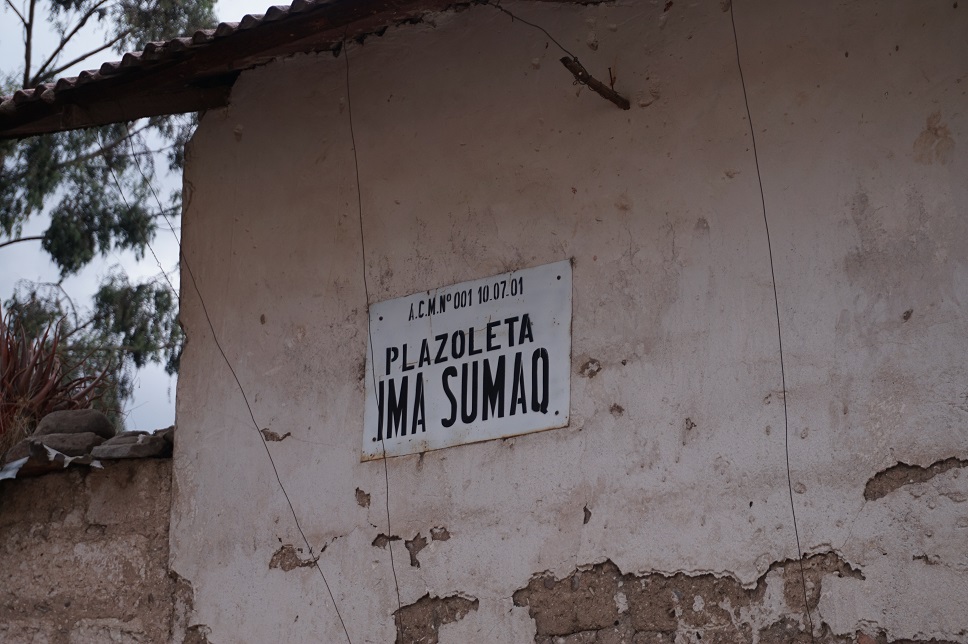 A.C.M.Nº 001 10.07.01
PLAZOLETA
IMA SUMAQ